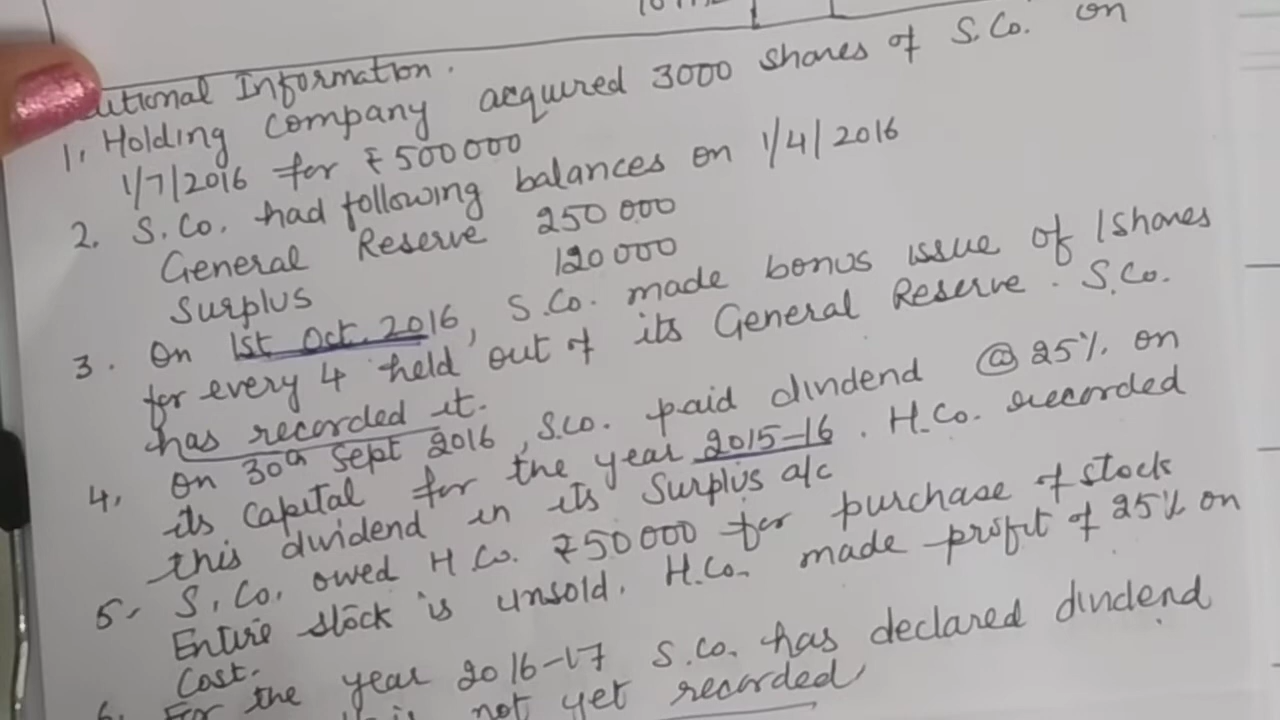 ditional Information.
1. Holding Company acquired 3000 shares of S.Co. on
1/7/2016 for ₹500000
2. S.Co. had following balances on 1/4/2016
General Reserve 250000
Surplus 120000
3. On 1st Oct. 2016, S.Co. made bonus issue of 1shares
for every 4 held out of its General Reserve. S.Co.
has recorded it.
4. On 30th Sept 2016, S.Co. paid dividend @ 25% on
its capital for the year 2015-16. H.Co. recorded
this dividend in its Surplus a/c
5. S.Co. owed H.Co. ₹50000 for purchase of stock
Entire stock is unsold. H.Co. made profit of 25% on
Cost.
6. For the year 2016-17 S.Co. has declared dividend
not yet recorded